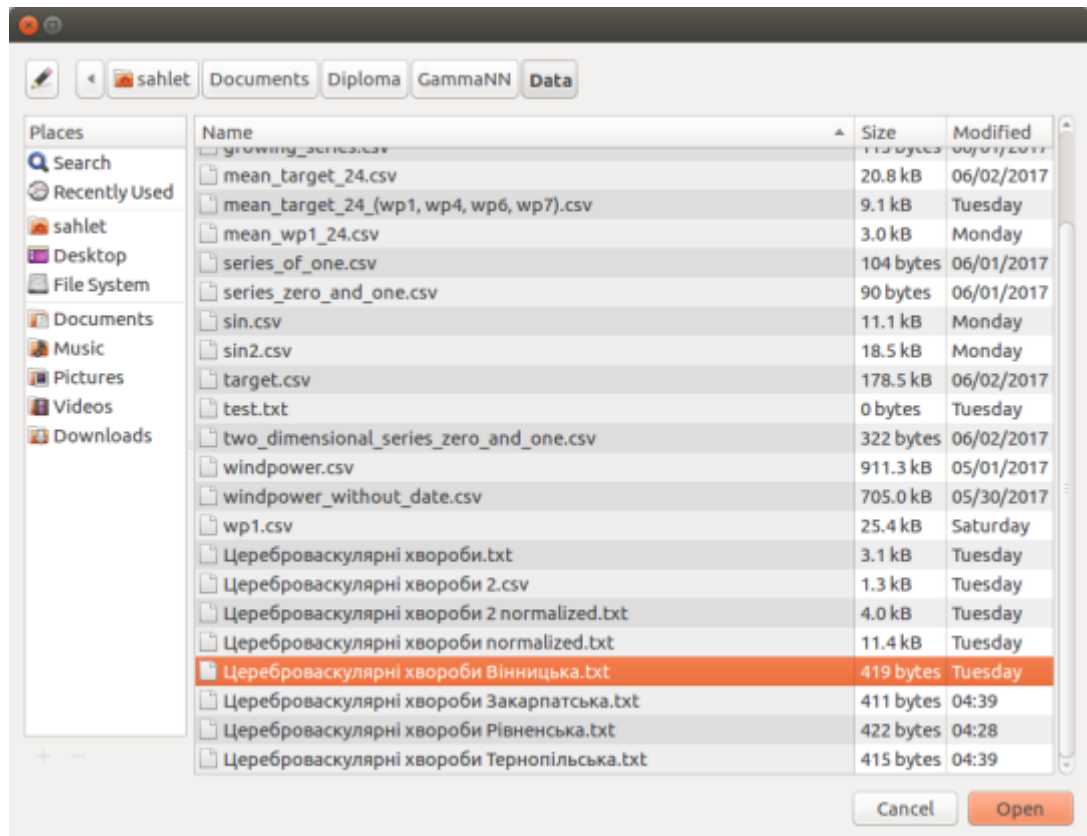 sahlet Documents Diploma GammaNN Data
Places
Search
Recently Used
sahlet
Desktop
File System
Documents
Music
Pictures
Videos
Downloads
Name Size Modified
growing_series.csv 115 bytes 06/01/2017
mean_target_24.csv 20.8 kB 06/02/2017
mean_target_24_(wp1, wp4, wp6, wp7).csv 9.1 kB Tuesday
mean_wp1_24.csv 3.0 kB Monday
series_of_one.csv 104 bytes 06/01/2017
series_zero_and_one.csv 90 bytes 06/01/2017
sin.csv 11.1 kB Monday
sin2.csv 18.5 kB Monday
target.csv 178.5 kB 06/02/2017
test.txt 0 bytes Tuesday
two_dimensional_series_zero_and_one.csv 322 bytes 06/02/2017
windpower.csv 911.3 kB 05/01/2017
windpower_without_date.csv 705.0 kB 05/30/2017
wp1.csv 25.4 kB Saturday
Цереброваскулярні хвороби.txt 3.1 kB Tuesday
Цереброваскулярні хвороби 2.csv 1.3 kB Tuesday
Цереброваскулярні хвороби 2 normalized.txt 4.0 kB Tuesday
Цереброваскулярні хвороби normalized.txt 11.4 kB Tuesday
Цереброваскулярні хвороби Вінницька.txt 419 bytes Tuesday
Цереброваскулярні хвороби Закарпатська.txt 411 bytes 04:39
Цереброваскулярні хвороби Рівненська.txt 422 bytes 04:28
Цереброваскулярні хвороби Тернопільська.txt 415 bytes 04:39
Cancel Open